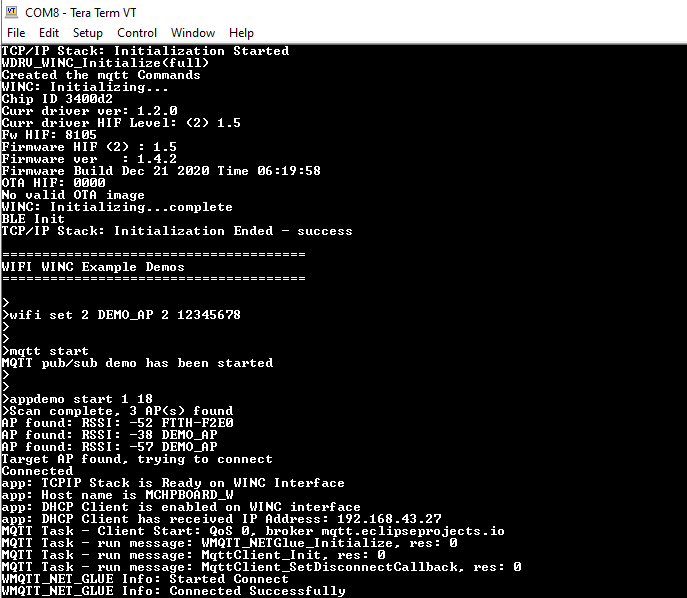 COM8 - Tera Term VT
File Edit Setup Control Window Help
TCP/IP Stack: Initialization Started
WDRV_WINC_Initialize(full)
Created the mqtt Commands
WINC: Initializing...
Chip ID 3400d2
Curr driver ver: 1.2.0
Curr driver HIF Level: (2) 1.5
Fw HIF: 8105
Firmware HIF (2) : 1.5
Firmware ver   : 1.4.2
Firmware Build Dec 21 2020 Time 06:19:58
OTA HIF: 0000
No valid OTA image
WINC: Initializing...complete
BLE Init
TCP/IP Stack: Initialization Ended - success
======================================
WIFI WINC Example Demos
======================================
>
>wifi set 2 DEMO_AP 2 12345678
>
>
>mqtt start
MQTT pub/sub demo has been started
>
>
>appdemo start 1 18
>Scan complete, 3 AP(s) found
AP found: RSSI: -52 FTTH-F2E0
AP found: RSSI: -38 DEMO_AP
AP found: RSSI: -57 DEMO_AP
Target AP found, trying to connect
Connected
app: TCPIP Stack is Ready on WINC Interface
app: Host name is MCHPBOARD_W
app: DHCP Client is enabled on WINC interface
app: DHCP Client has received IP Address: 192.168.43.27
MQTT Task - Client Start: QoS 0, broker mqtt.eclipseprojects.io
MQTT Task - run message: WMQTT_NETGlue_Initialize, res: 0
MQTT Task - run message: MqttClient_Init, res: 0
MQTT Task - run message: MqttClient_SetDisconnectCallback, res: 0
WMQTT_NET_GLUE Info: Started Connect
WMQTT_NET_GLUE Info: Connected Successfully